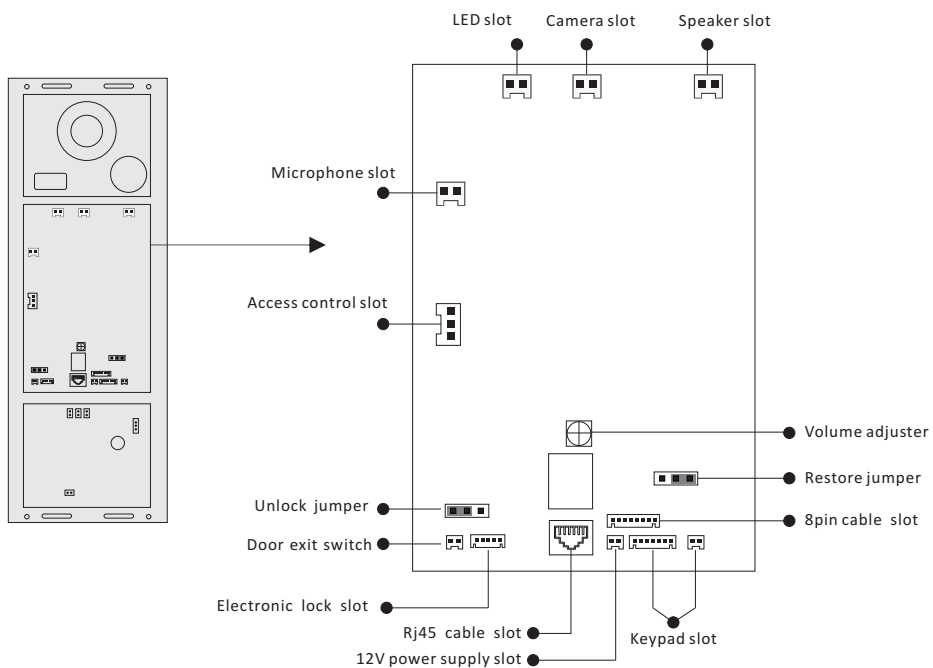 LED slot
Camera slot
Speaker slot
Microphone slot
Access control slot
Volume adjuster
Restore jumper
Unlock jumper
8pin cable slot
Door exit switch
Electronic lock slot
Rj45 cable slot
Keypad slot
12V power supply slot